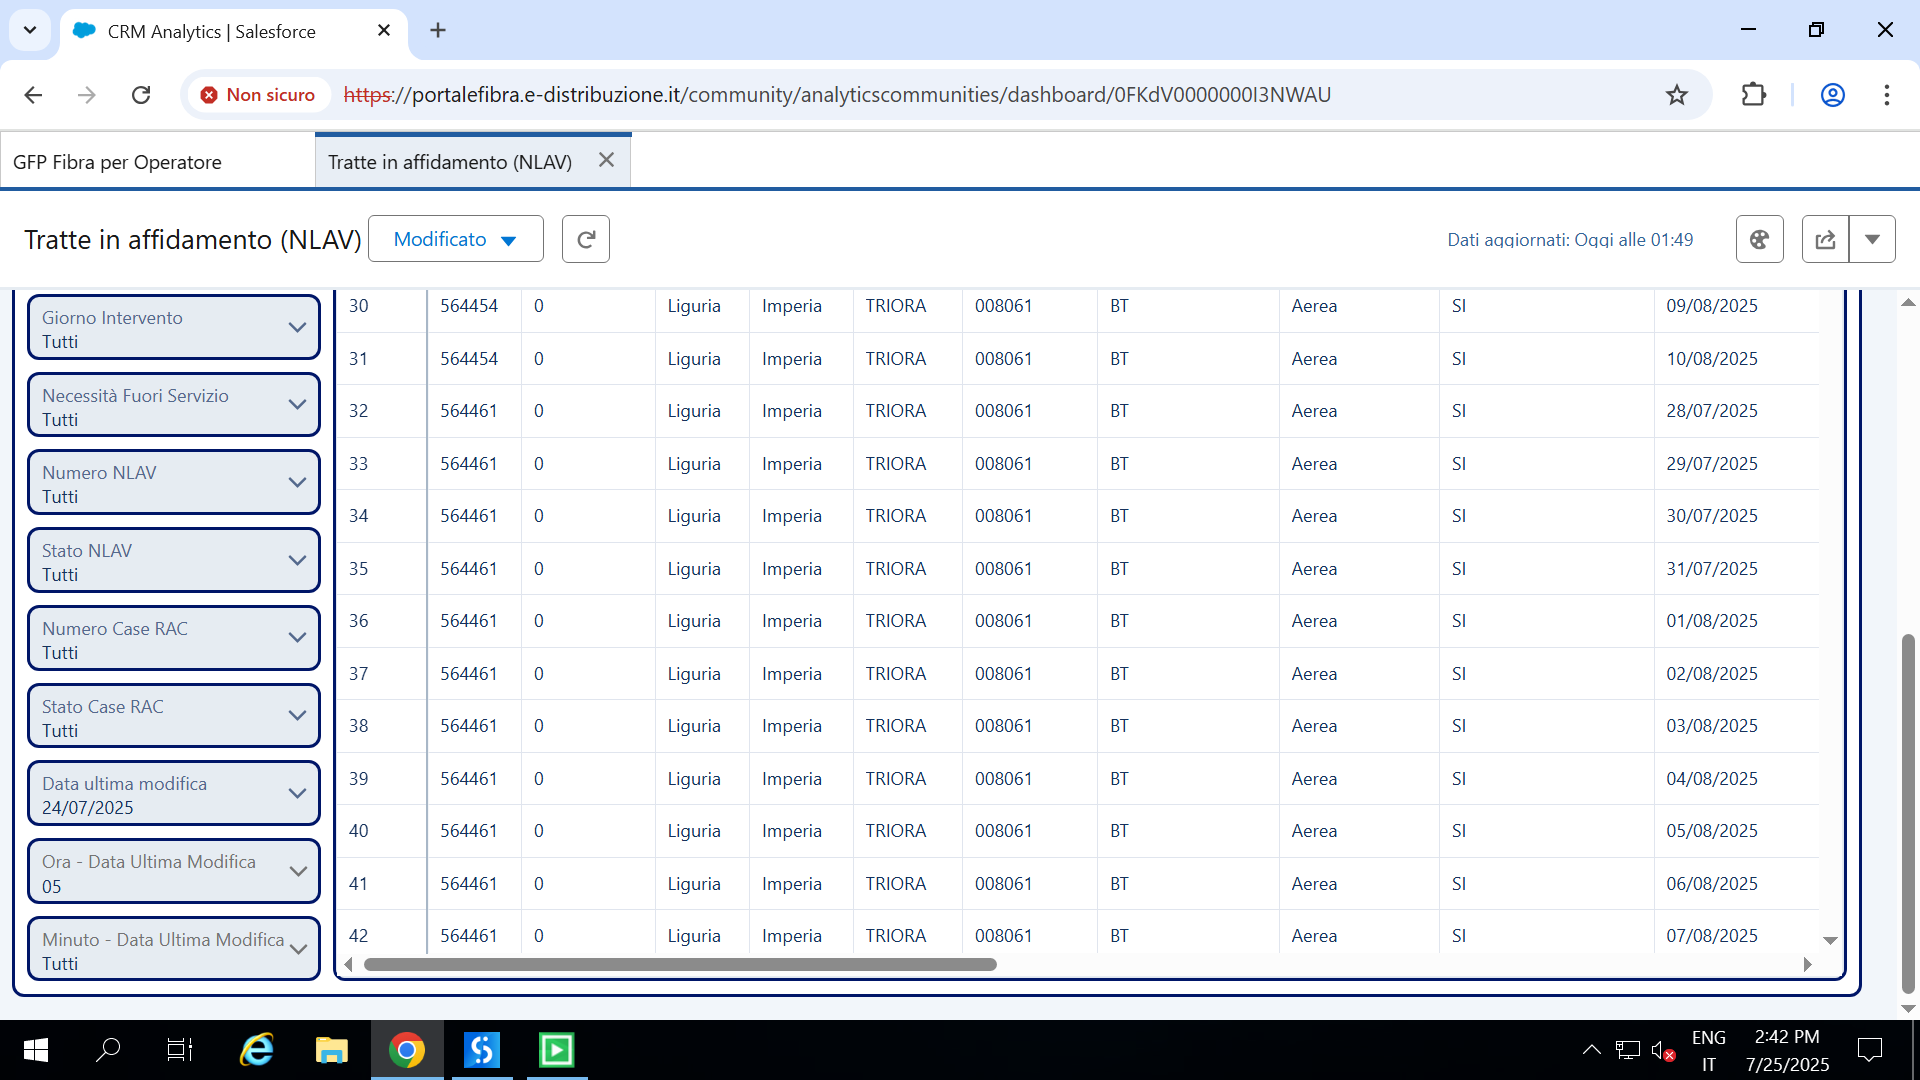 CRM Analytics | Salesforce
Non sicuro https://portalefibra.e-distribuzione.it/community/analyticscommunities/dashboard/0FKdV0000000I3NWAU
GFP Fibra per Operatore
Tratte in affidamento (NLAV)
Tratte in affidamento (NLAV) Modificato Dati aggiornati: Oggi alle 01:49
Giorno Intervento
Tutti
Necessità Fuori Servizio
Tutti
Numero NLAV
Tutti
Stato NLAV
Tutti
Numero Case RAC
Tutti
Stato Case RAC
Tutti
Data ultima modifica
24/07/2025
Ora - Data Ultima Modifica
05
Minuto - Data Ultima Modifica
Tutti
30 564454 0 Liguria Imperia TRIORA 008061 BT Aerea SI 09/08/2025
31 564454 0 Liguria Imperia TRIORA 008061 BT Aerea SI 10/08/2025
32 564461 0 Liguria Imperia TRIORA 008061 BT Aerea SI 28/07/2025
33 564461 0 Liguria Imperia TRIORA 008061 BT Aerea SI 29/07/2025
34 564461 0 Liguria Imperia TRIORA 008061 BT Aerea SI 30/07/2025
35 564461 0 Liguria Imperia TRIORA 008061 BT Aerea SI 31/07/2025
36 564461 0 Liguria Imperia TRIORA 008061 BT Aerea SI 01/08/2025
37 564461 0 Liguria Imperia TRIORA 008061 BT Aerea SI 02/08/2025
38 564461 0 Liguria Imperia TRIORA 008061 BT Aerea SI 03/08/2025
39 564461 0 Liguria Imperia TRIORA 008061 BT Aerea SI 04/08/2025
40 564461 0 Liguria Imperia TRIORA 008061 BT Aerea SI 05/08/2025
41 564461 0 Liguria Imperia TRIORA 008061 BT Aerea SI 06/08/2025
42 564461 0 Liguria Imperia TRIORA 008061 BT Aerea SI 07/08/2025
ENG
IT
2:42 PM
7/25/2025